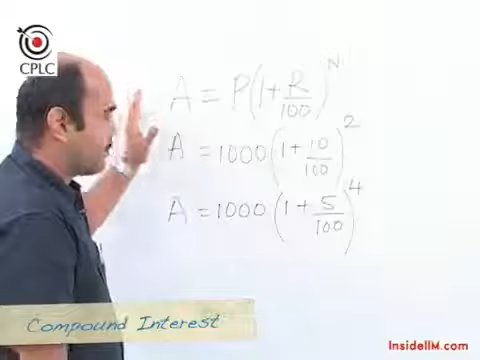 CPLC
A = P(1+R/100)^N
A = 1000(1+10/100)^2
A = 1000(1+5/100)^4
Compound Interest
InsideIIM.com